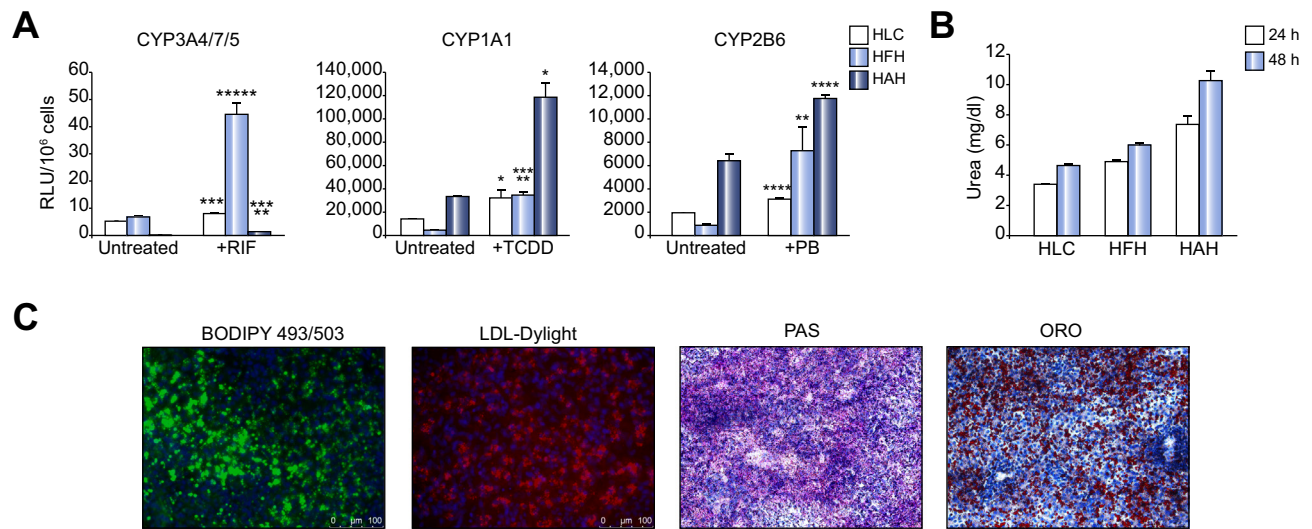 A
CYP3A4/7/5
CYP1A1
CYP2B6
HLC
HFH
HAH
RLU/10⁶ cells
60
50
40
30
20
10
0
***
*****
***
**
Untreated
+RIF
140,000
120,000
100,000
80,000
60,000
40,000
20,000
0
*
***
**
*
Untreated
+TCDD
14,000
12,000
10,000
8000
6000
4000
2000
0
****
**
****
Untreated
+PB
B
24 h
48 h
Urea (mg/dl)
12
10
8
6
4
2
0
HLC
HFH
HAH
C
BODIPY 493/503
LDL-Dylight
PAS
ORO
0 µm 100
0 µm 100